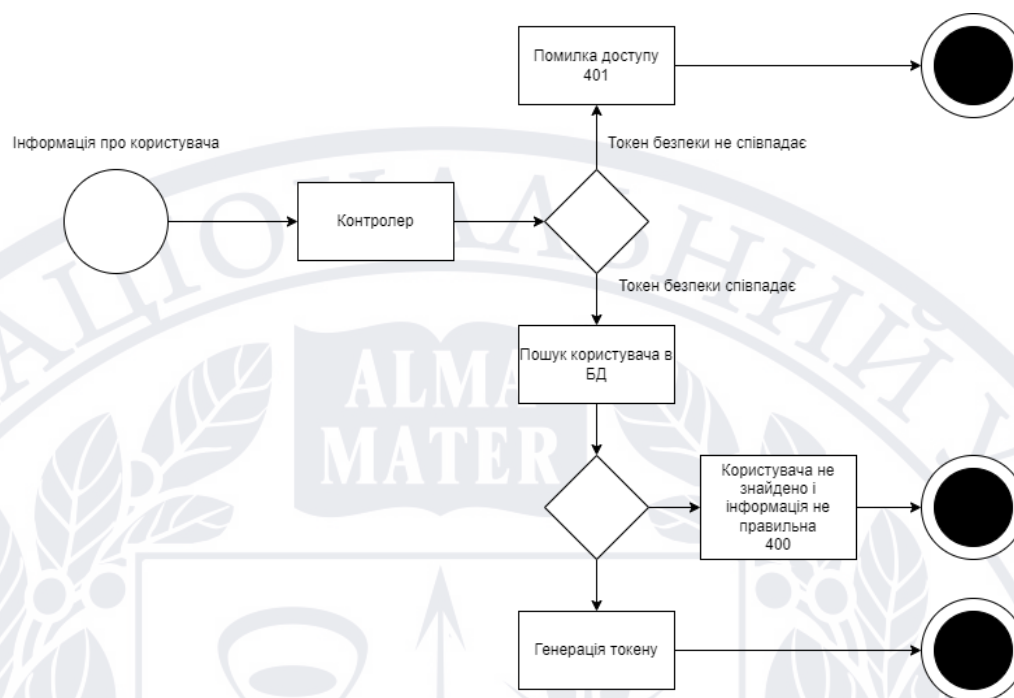 Помилка доступу
401
Інформація про користувача
Токен безпеки не співпадає
Контролер
Токен безпеки співпадає
Пошук користувача в
БД
Користувача не
знайдено і
інформація не
правильна
400
Генерація токену
НАЦІОНАЛЬНИЙ У
ALMA
MATER